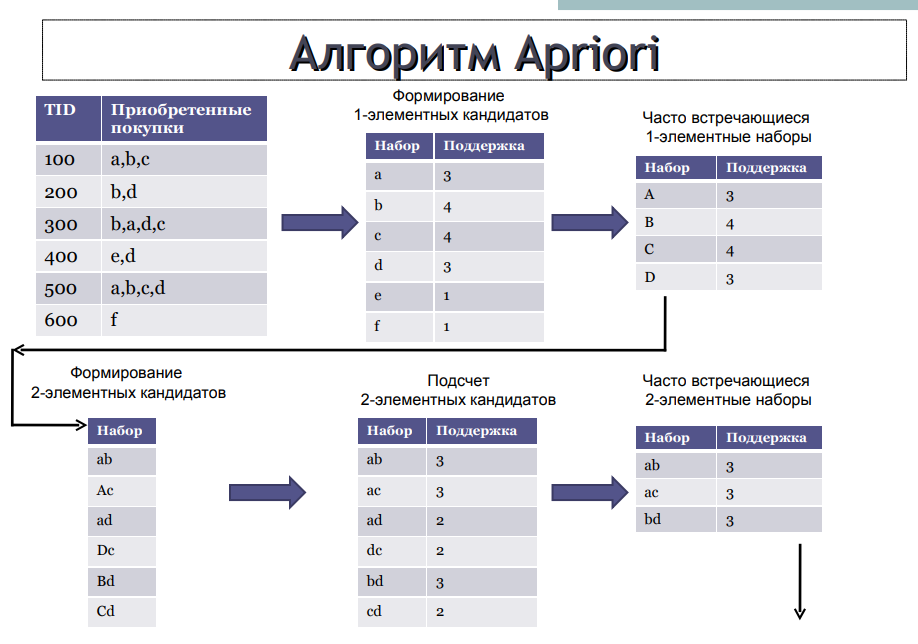 Алгоритм Apriori
TID Приобретенные покупки
100 a,b,c
200 b,d
300 b,a,d,c
400 e,d
500 a,b,c,d
600 f
Формирование
1-элементных кандидатов
Набор Поддержка
a 3
b 4
c 4
d 3
e 1
f 1
Часто встречающиеся
1-элементные наборы
Набор Поддержка
A 3
B 4
C 4
D 3
Формирование
2-элементных кандидатов
Набор
ab
Ac
ad
Dc
Bd
Cd
Подсчет
2-элементных кандидатов
Набор Поддержка
ab 3
ac 3
ad 2
dc 2
bd 3
cd 2
Часто встречающиеся
2-элементные наборы
Набор Поддержка
ab 3
ac 3
bd 3